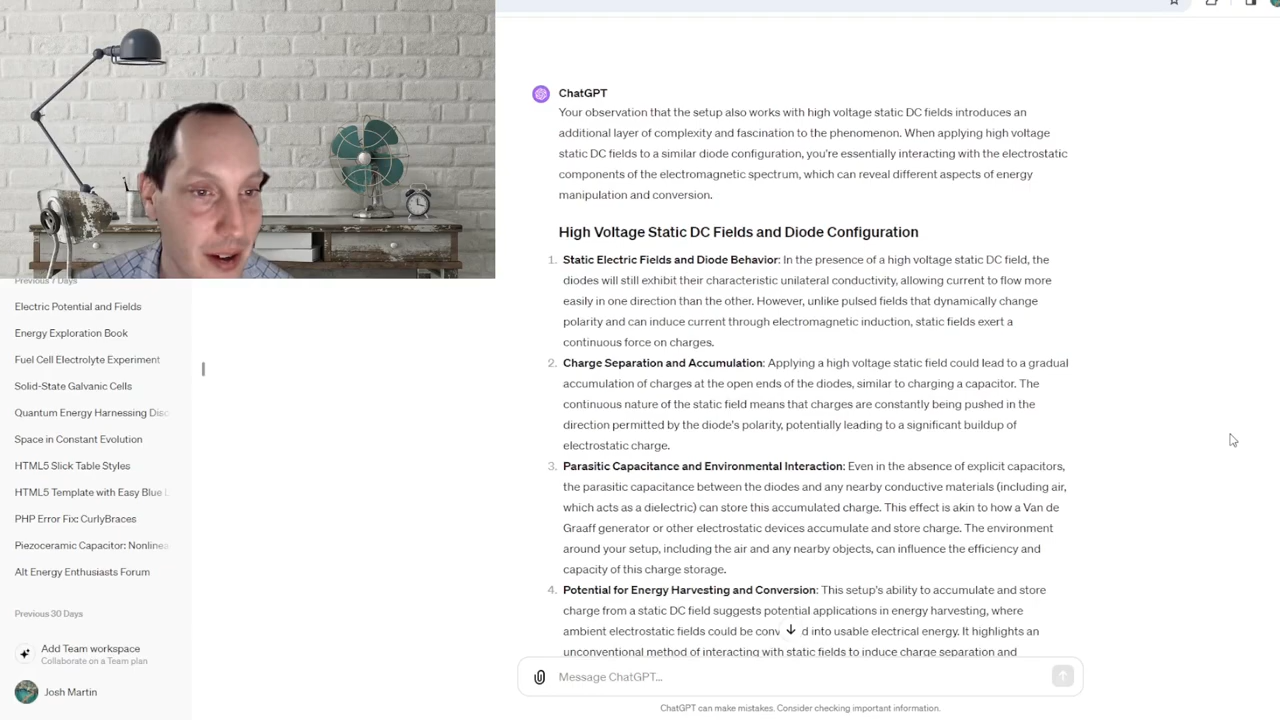 ChatGPT
Your observation that the setup also works with high voltage static DC fields introduces an
additional layer of complexity and fascination to the phenomenon. When applying high voltage
static DC fields to a similar diode configuration, you're essentially interacting with the electrostatic
components of the electromagnetic spectrum, which can reveal different aspects of energy
manipulation and conversion.
High Voltage Static DC Fields and Diode Configuration
1. Static Electric Fields and Diode Behavior: In the presence of a high voltage static DC field, the
diodes will still exhibit their characteristic unilateral conductivity, allowing current to flow more
easily in one direction than the other. However, unlike pulsed fields that dynamically change
polarity and can induce current through electromagnetic induction, static fields exert a
continuous force on charges.
2. Charge Separation and Accumulation: Applying a high voltage static field could lead to a gradual
accumulation of charges at the open ends of the diodes, similar to charging a capacitor. The
continuous nature of the static field means that charges are constantly being pushed in the
direction permitted by the diode's polarity, potentially leading to a significant buildup of
electrostatic charge.
3. Parasitic Capacitance and Environmental Interaction: Even in the absence of explicit capacitors,
the parasitic capacitance between the diodes and any nearby conductive materials (including air,
which acts as a dielectric) can store this accumulated charge. This effect is akin to how a Van de
Graaff generator or other electrostatic devices accumulate and store charge. The environment
around your setup, including the air and any nearby objects, can influence the efficiency and
capacity of this charge storage.
4. Potential for Energy Harvesting and Conversion: This setup's ability to accumulate and store
charge from a static DC field suggests potential applications in energy harvesting, where
ambient electrostatic fields could be conv d into usable electrical energy. It highlights an
unconventional method of interacting with static fields to induce charge separation and
Message ChatGPT...
ChatGPT can make mistakes. Consider checking important information.
Previous 7 Days
Electric Potential and Fields
Energy Exploration Book
Fuel Cell Electrolyte Experiment
Solid-State Galvanic Cells
Quantum Energy Harnessing Disc
Space in Constant Evolution
HTML5 Slick Table Styles
HTML5 Template with Easy Blue
PHP Error Fix: CurlyBraces
Piezoceramic Capacitor: Nonlinea
Alt Energy Enthusiasts Forum
Previous 30 Days
Add Team workspace
Collaborate on a Team plan
Josh Martin